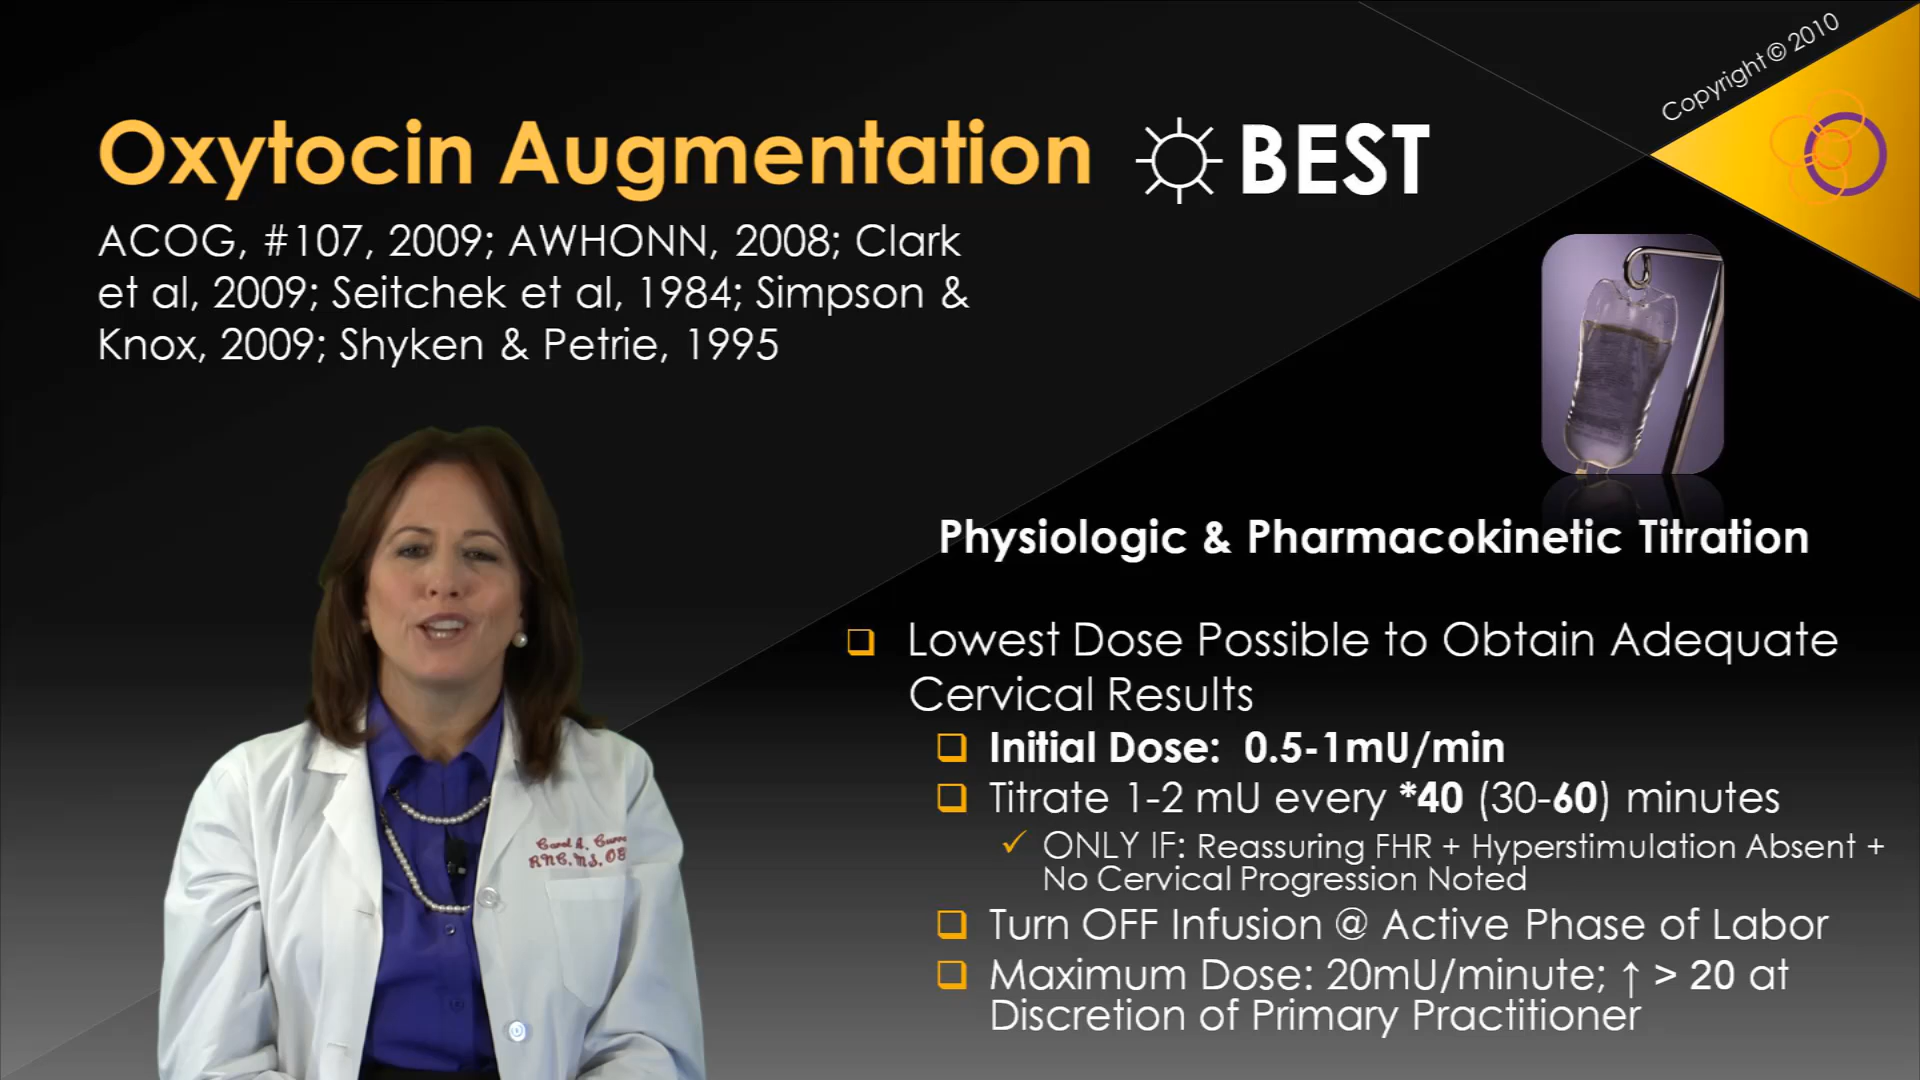 Copyright © 2010
Oxytocin Augmentation ☼ BEST
ACOG, #107, 2009; AWHONN, 2008; Clark
et al, 2009; Seitchek et al, 1984; Simpson &
Knox, 2009; Shyken & Petrie, 1995
Physiologic & Pharmacokinetic Titration
❑ Lowest Dose Possible to Obtain Adequate
Cervical Results
❑ Initial Dose: 0.5-1mU/min
❑ Titrate 1-2 mU every *40 (30-60) minutes
✓ ONLY IF: Reassuring FHR + Hyperstimulation Absent +
No Cervical Progression Noted
❑ Turn OFF Infusion @ Active Phase of Labor
❑ Maximum Dose: 20mU/minute; ↑ > 20 at
Discretion of Primary Practitioner
Carol A.
RNC, MS, OB